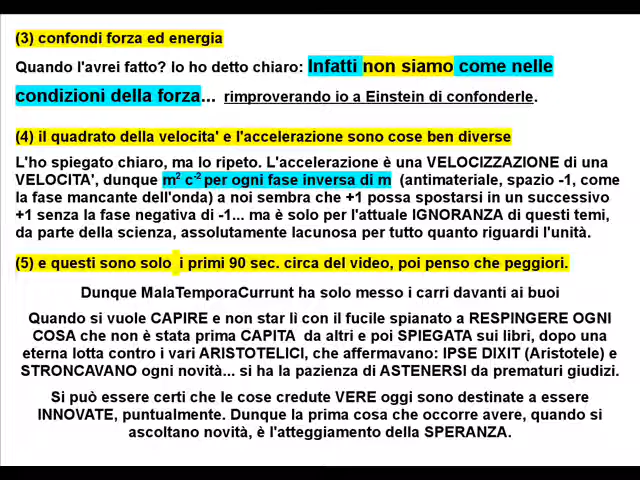 (3) confondi forza ed energia
Quando l'avrei fatto? Io ho detto chiaro: Infatti non siamo come nelle
condizioni della forza... rimproverando io a Einstein di confonderle.
(4) il quadrato della velocita' e l'accelerazione sono cose ben diverse
L'ho spiegato chiaro, ma lo ripeto. L'accelerazione è una VELOCIZZAZIONE di una
VELOCITA', dunque m² c⁻² per ogni fase inversa di m (antimateriale, spazio -1, come
la fase mancante dell'onda) a noi sembra che +1 possa spostarsi in un successivo
+1 senza la fase negativa di -1... ma è solo per l'attuale IGNORANZA di questi temi,
da parte della scienza, assolutamente lacunosa per tutto quanto riguardi l'unità.
(5) e questi sono solo i primi 90 sec. circa del video, poi penso che peggiori.
Dunque MalaTemporaCurrunt ha solo messo i carri davanti ai buoi
Quando si vuole CAPIRE e non star lì con il fucile spianato a RESPINGERE OGNI
COSA che non è stata prima CAPITA da altri e poi SPIEGATA sui libri, dopo una
eterna lotta contro i vari ARISTOTELICI, che affermavano: IPSE DIXIT (Aristotele) e
STRONCAVANO ogni novità... si ha la pazienza di ASTENERSI da prematuri giudizi.
Si può essere certi che le cose credute VERE oggi sono destinate a essere
INNOVATE, puntualmente. Dunque la prima cosa che occorre avere, quando si
ascoltano novità, è l'atteggiamento della SPERANZA.